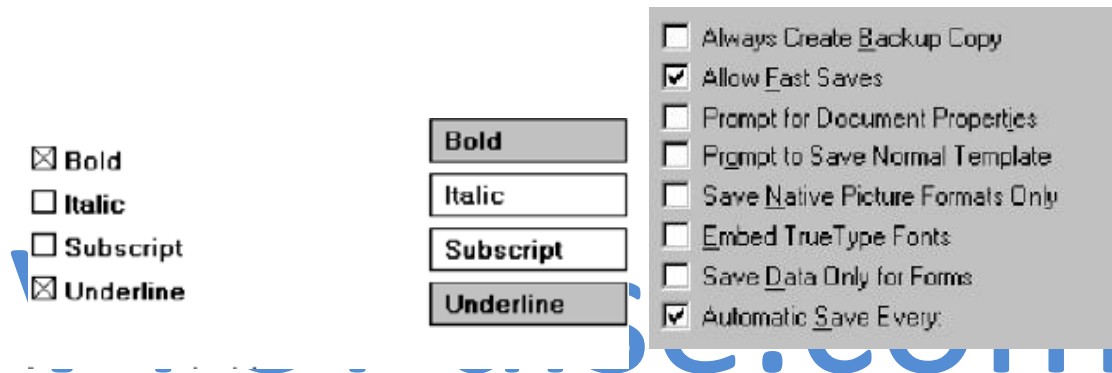 Bold
Italic
Subscript
Underline
Bold
Italic
Subscript
Underline
Always Create Backup Copy
Allow Fast Saves
Prompt for Document Properties
Prompt to Save Normal Template
Save Native Picture Formats Only
Embed TrueType Fonts
Save Data Only for Forms
Automatic Save Every: